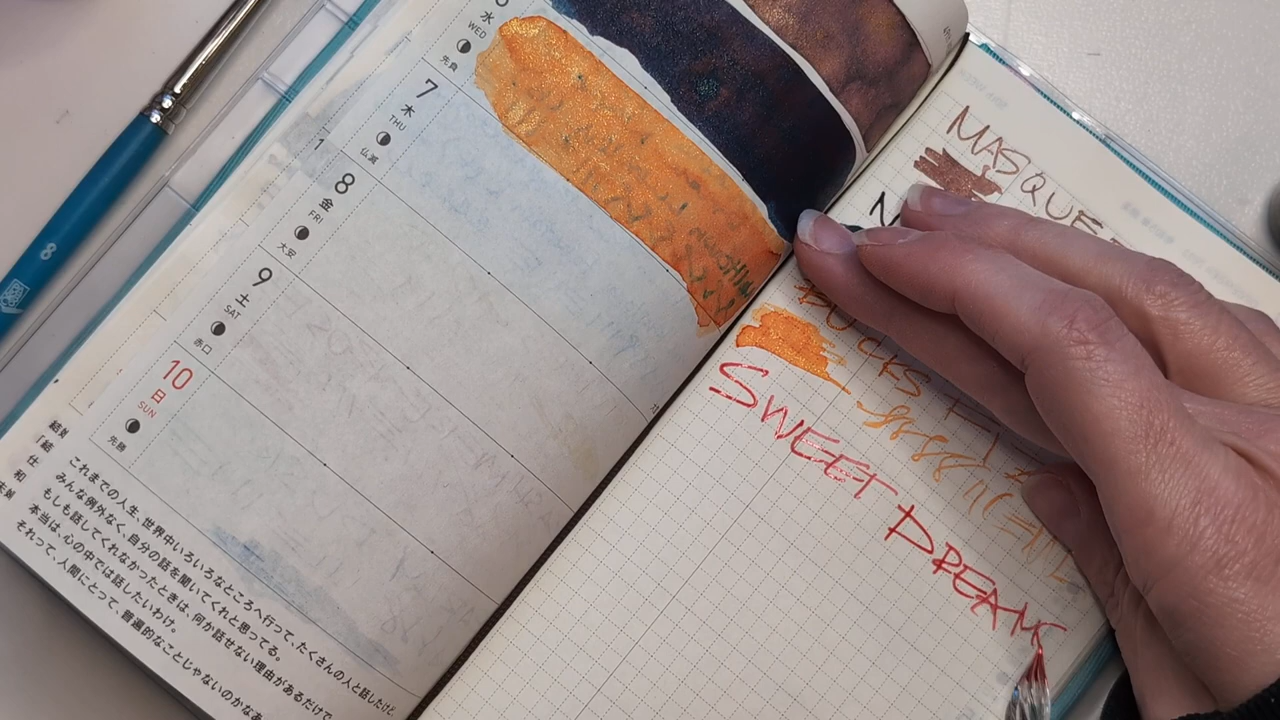 水
WED
先負
7
木
THU
仏滅
1
8
金
FRI
大安
9
土
SAT
赤口
10
日
SUN
先勝
これまでの人生、世界中いろいろなところへ行って、たくさんの人と話したけど、
みんな例外なく、自分の話を聞いてくれと思ってる。
もしも話してくれなかったときは、何か話せない理由があるだけで
本当は、心の中では話したいわけ。
それって、人間にとって、普遍的なことじゃないのかなあ
MASQUE
BUCKS FIZ
SWEET DREAMS
8